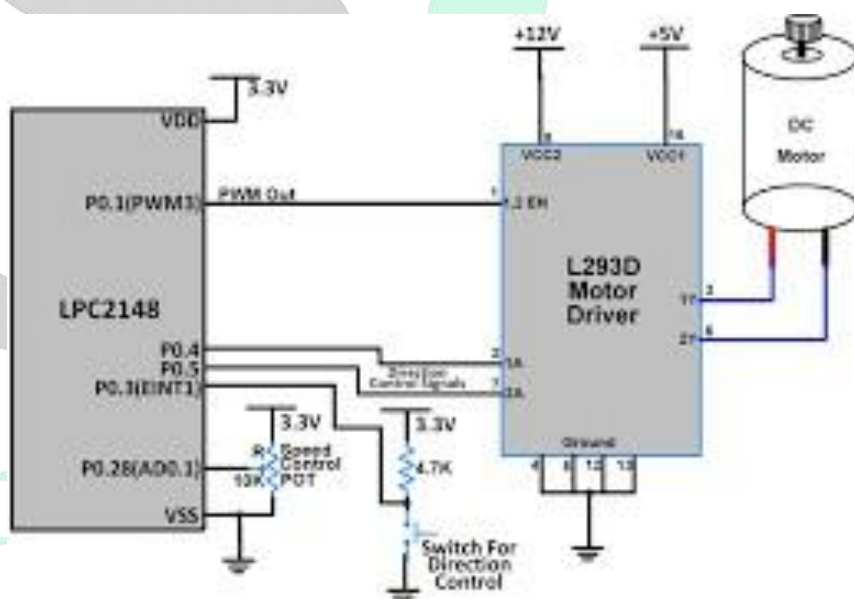 +12V
+5V
3.3V
VDD
8
16
VCC2
VCC1
DC
Motor
P0.1(PWM3)
PWM Out
1
1,2 EN
L293D
Motor
Driver
LPC2148
1Y
3
2Y
6
P0.4
P0.5
P0.3(EINT1)
2
1A
Direction
Control Signals
7
2A
3.3V
3.3V
R
Speed
Control
POT
10K
4.7K
P0.28(AD0.1)
Ground
4
12
13
VSS
Switch For
Direction
Control